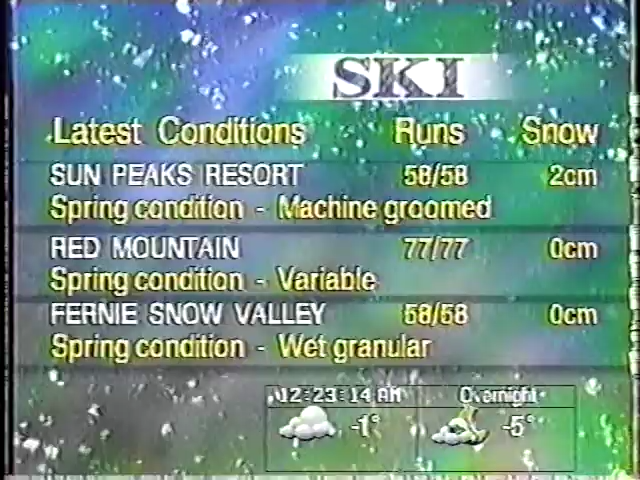 SKI
Latest Conditions Runs Snow
SUN PEAKS RESORT 58/58 2cm
Spring condition - Machine groomed
RED MOUNTAIN 77/77 0cm
Spring condition - Variable
FERNIE SNOW VALLEY 58/58 0cm
Spring condition - Wet granular
12:23:14 AM Overnight
-1° -5°